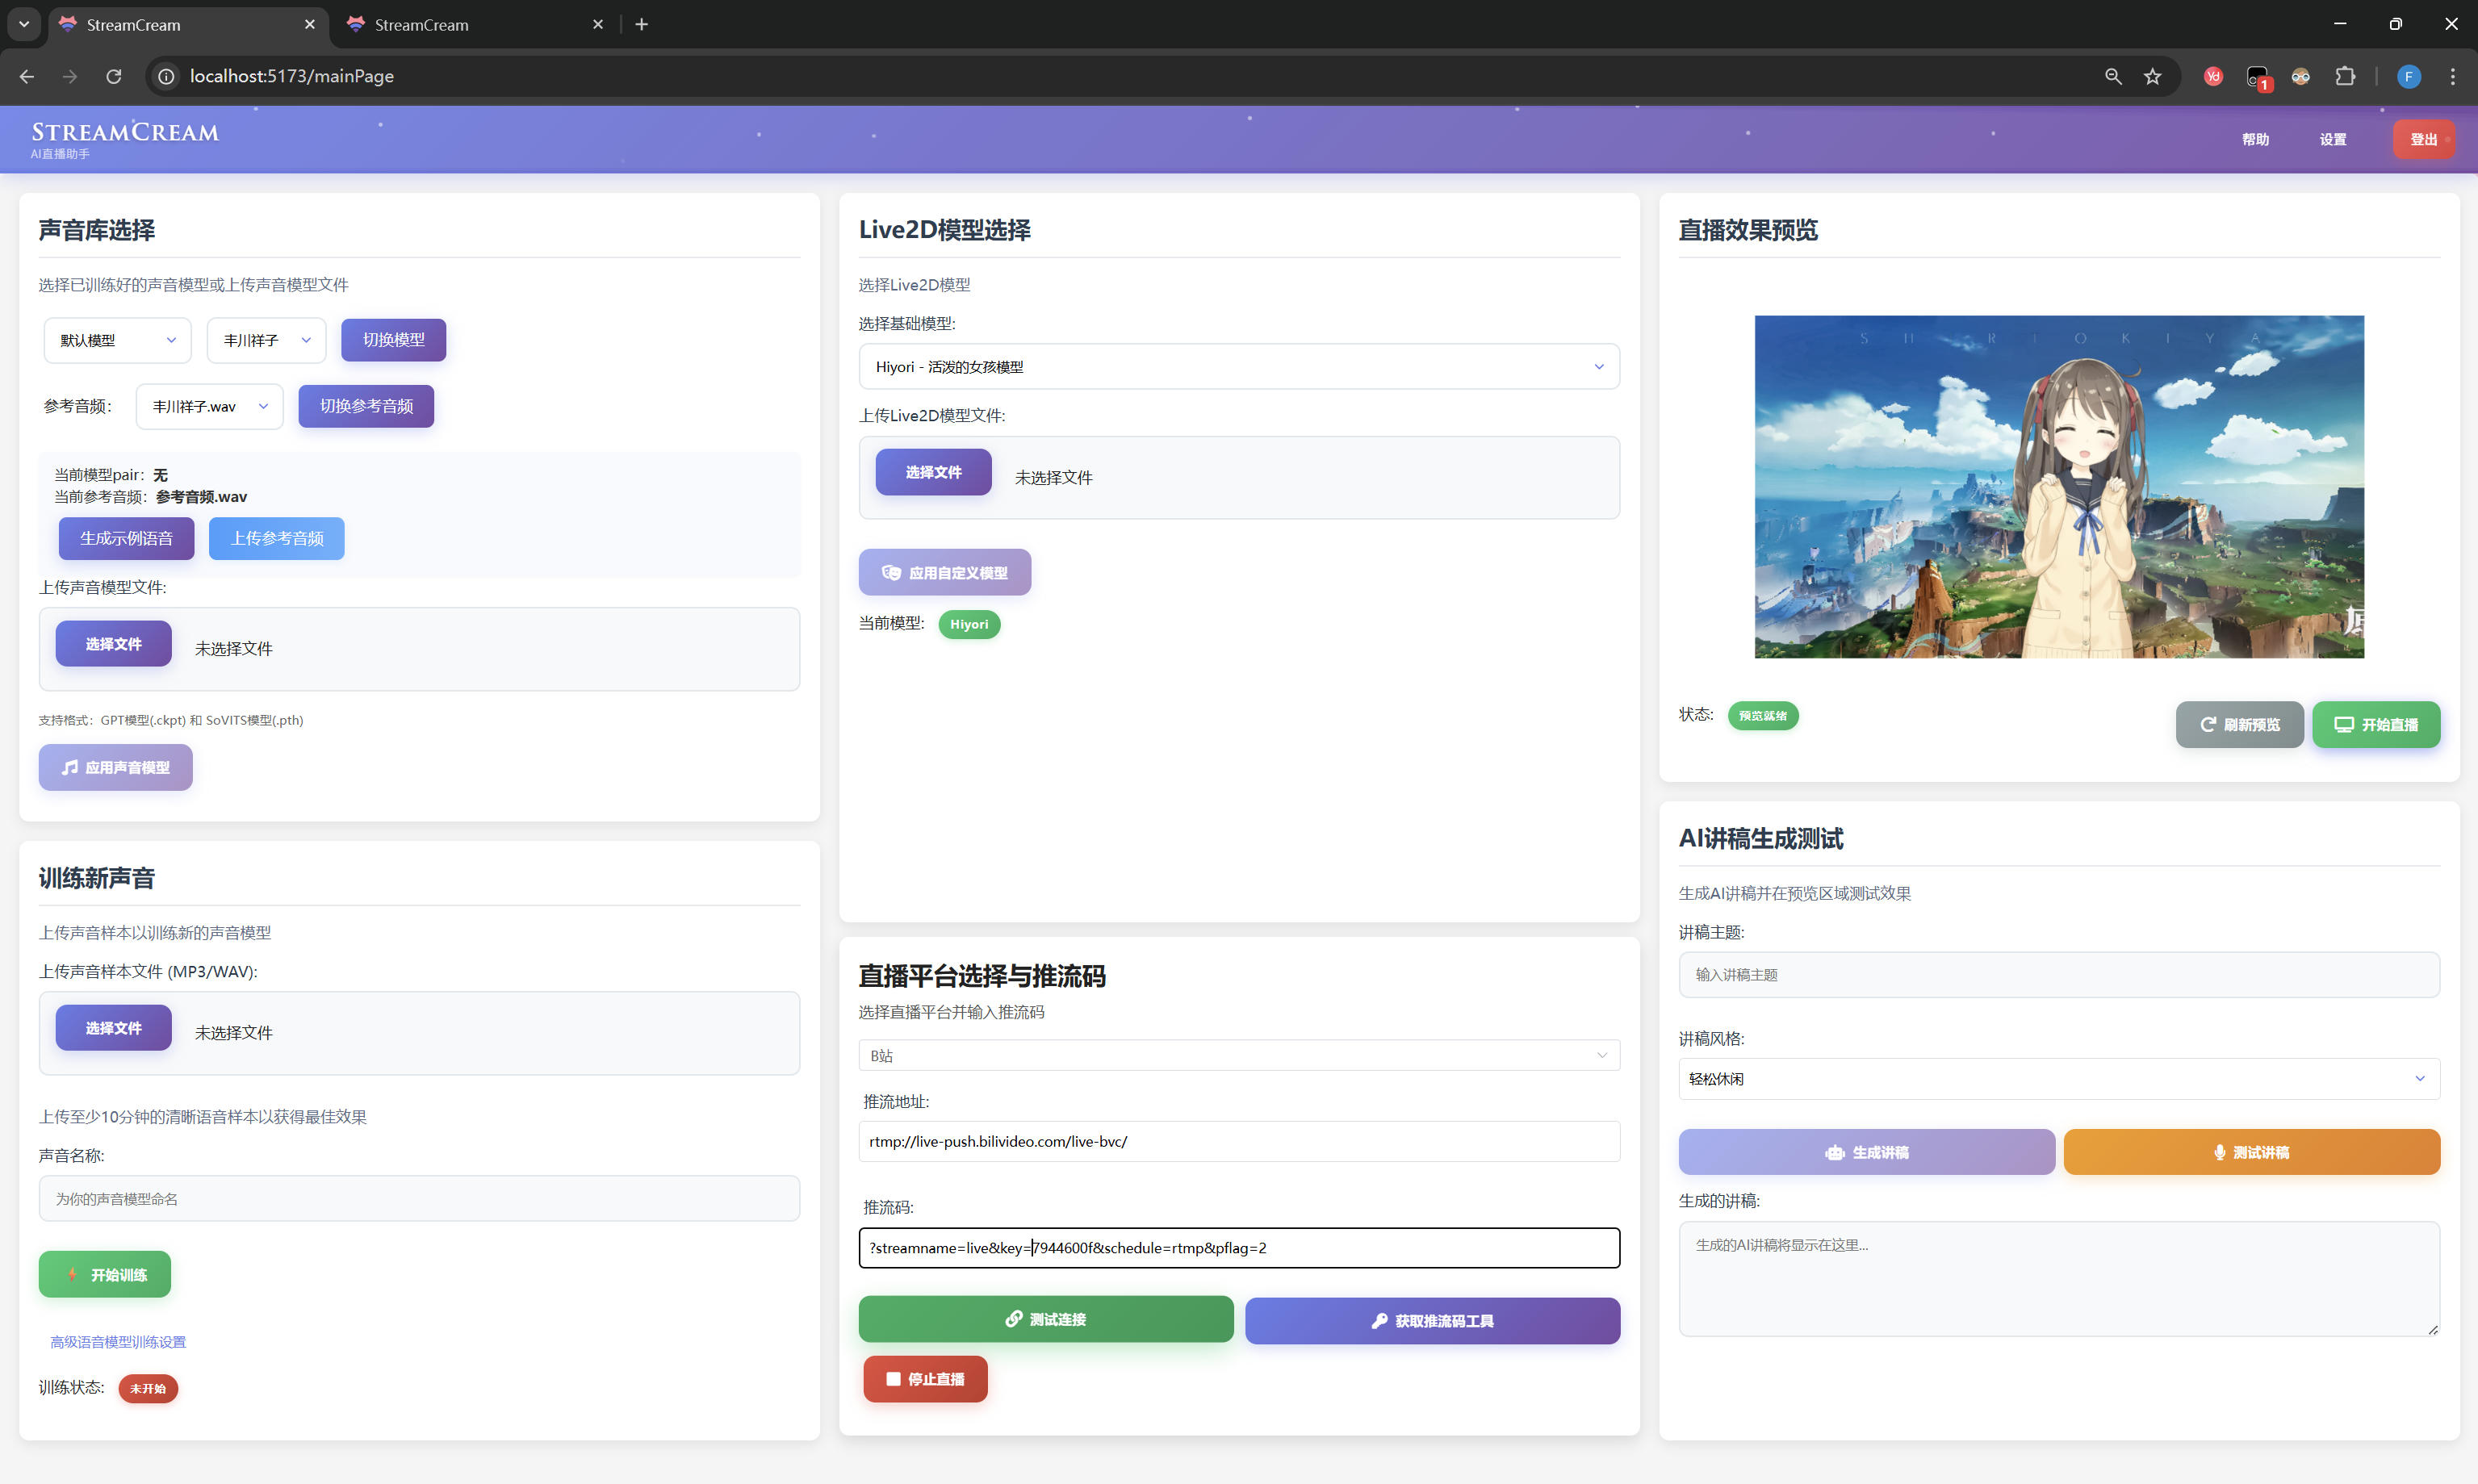 StreamCream
StreamCream
localhost:5173/mainPage
1
F
STREAMCREAM
AI直播助手
帮助
设置
登出
声音库选择
选择已训练好的声音模型或上传声音模型文件
默认模型
丰川祥子
切换模型
参考音频:
丰川祥子.wav
切换参考音频
当前模型pair: 无
当前参考音频: 参考音频.wav
生成示例语音
上传参考音频
上传声音模型文件:
选择文件
未选择文件
支持格式: GPT模型(.ckpt) 和 SoVITS模型(.pth)
应用声音模型
训练新声音
上传声音样本以训练新的声音模型
上传声音样本文件 (MP3/WAV):
选择文件
未选择文件
上传至少10分钟的清晰语音样本以获得最佳效果
声音名称:
为你的声音模型命名
开始训练
高级语音模型训练设置
训练状态:
未开始
Live2D模型选择
选择Live2D模型
选择基础模型:
Hiyori - 活泼的女孩模型
上传Live2D模型文件:
选择文件
未选择文件
应用自定义模型
当前模型:
Hiyori
直播平台选择与推流码
选择直播平台并输入推流码
B站
推流地址:
rtmp://live-push.bilivideo.com/live-bvc/
推流码:
?streamname=live&key=7944600f&schedule=rtmp&pflag=2
测试连接
获取推流码工具
停止直播
直播效果预览
状态:
预览就绪
刷新预览
开始直播
AI讲稿生成测试
生成AI讲稿并在预览区域测试效果
讲稿主题:
输入讲稿主题
讲稿风格:
轻松休闲
生成讲稿
测试讲稿
生成的讲稿:
生成的AI讲稿将显示在这里...